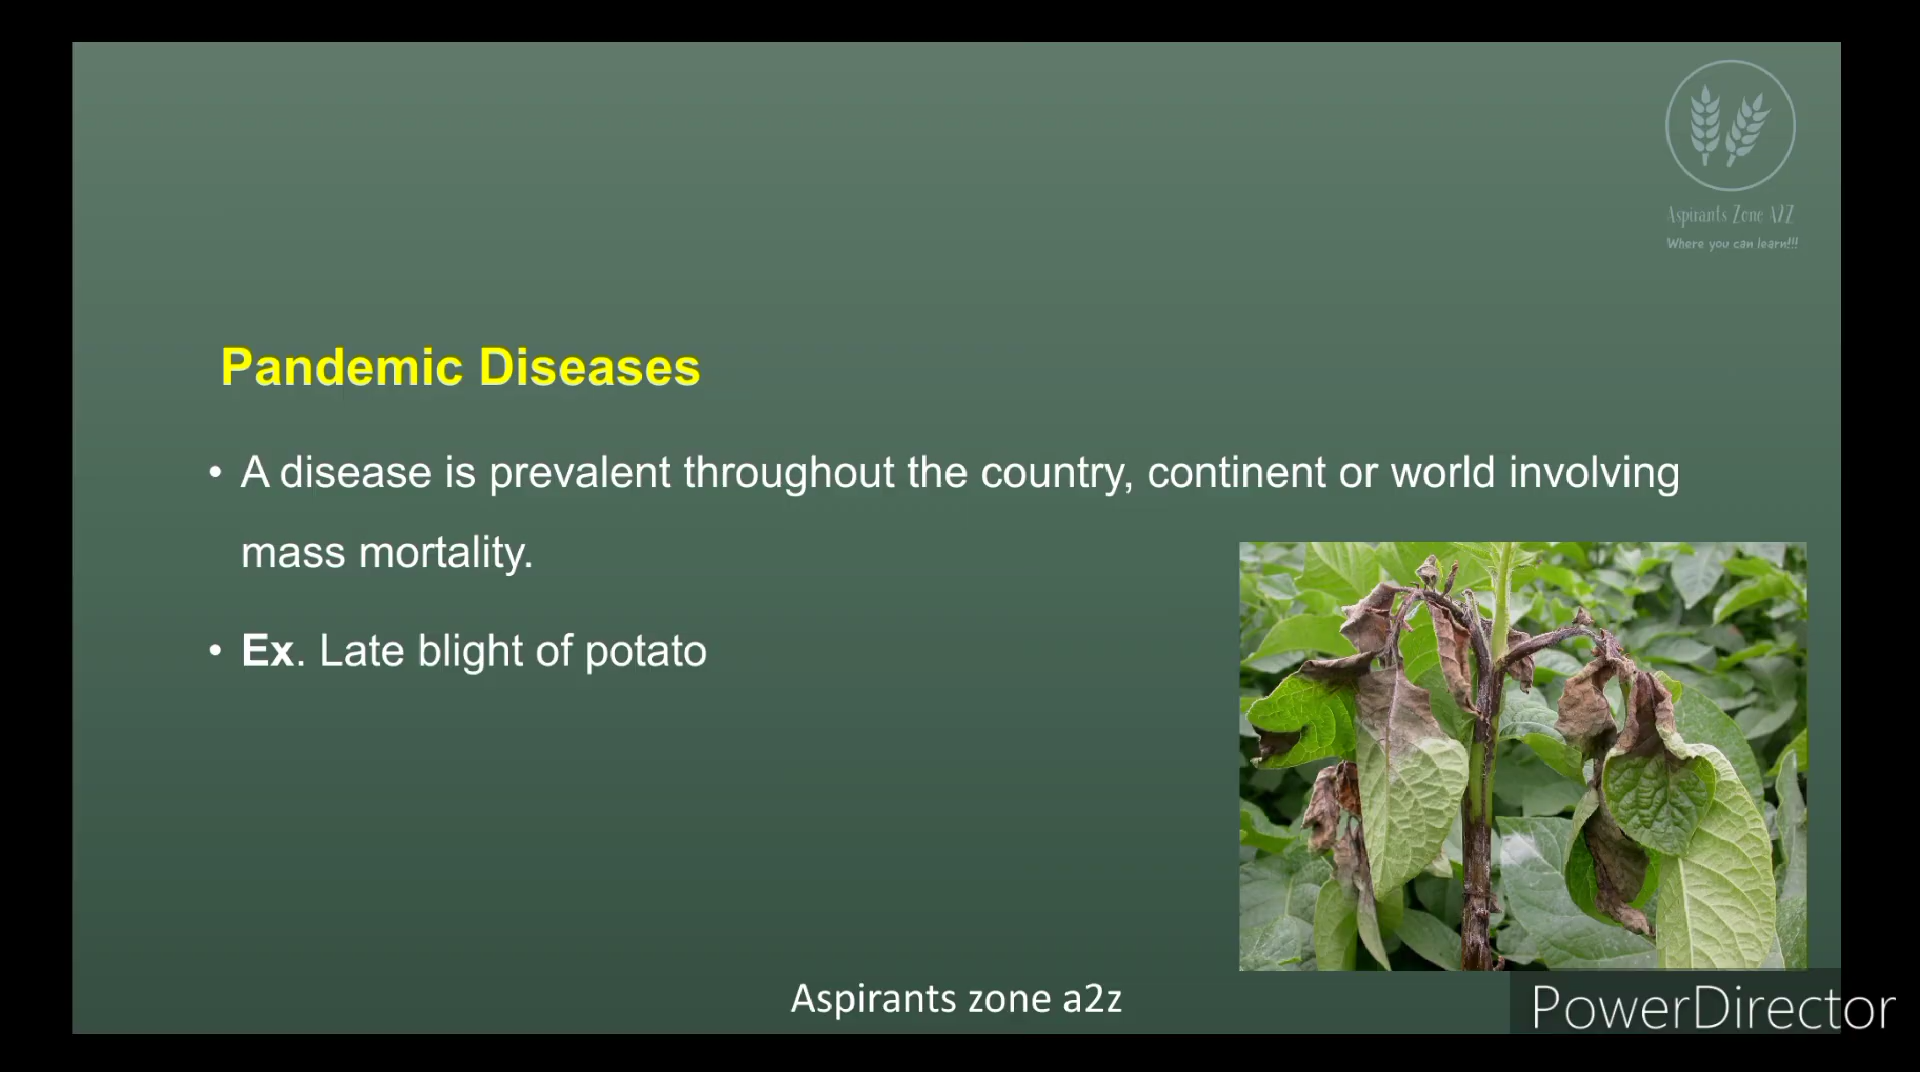 Aspirants Zone A2Z
Where you can learn!!!
Pandemic Diseases
• A disease is prevalent throughout the country, continent or world involving
mass mortality.
• Ex. Late blight of potato
Aspirants zone a2z
PowerDirector